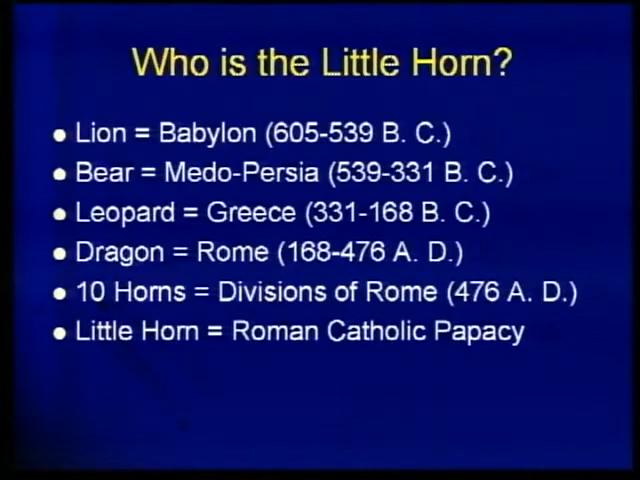 Who is the Little Horn?
● Lion = Babylon (605-539 B. C.)
● Bear = Medo-Persia (539-331 B. C.)
● Leopard = Greece (331-168 B. C.)
● Dragon = Rome (168-476 A. D.)
● 10 Horns = Divisions of Rome (476 A. D.)
● Little Horn = Roman Catholic Papacy